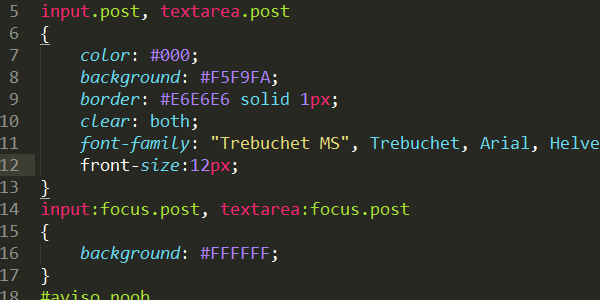 5 input.post, textarea.post
6 {
7 color: #000;
8 background: #F5F9FA;
9 border: #E6E6E6 solid 1px;
10 clear: both;
11 font-family: "Trebuchet MS", Trebuchet, Arial, Helve
12 front-size:12px;
13 }
14 input:focus.post, textarea:focus.post
15 {
16 background: #FFFFFF;
17 }
18 #aviso_nooh